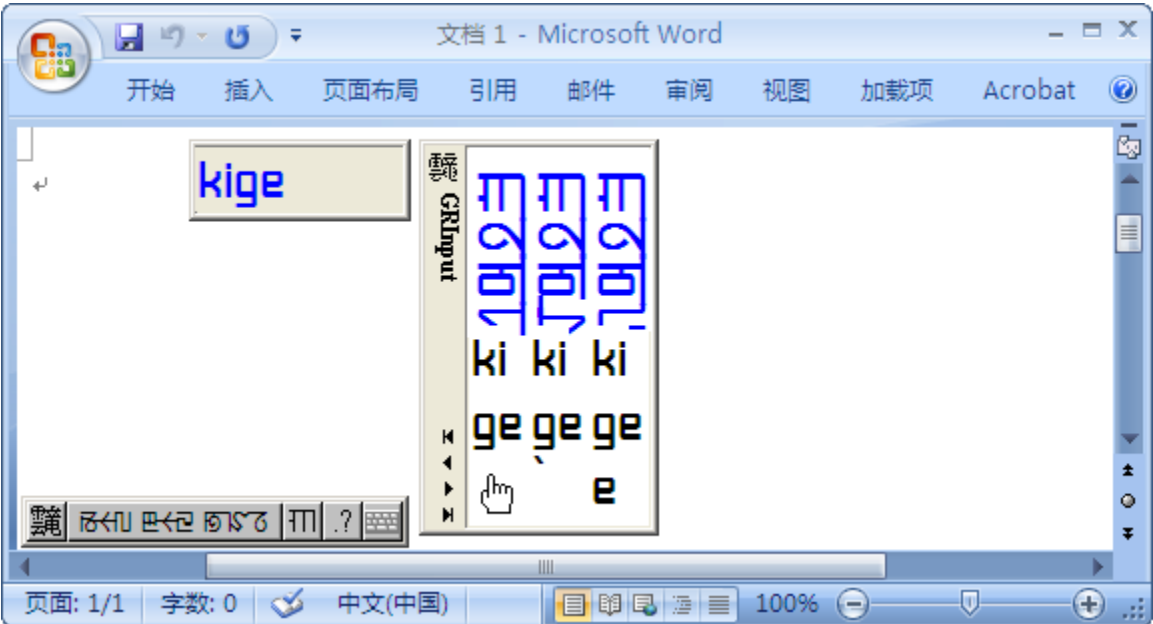 文档 1 - Microsoft Word
开始 插入 页面布局 引用 邮件 审阅 视图 加载项 Acrobat
kige
GRInput
ki ki ki
ge ge ge
` e
.?
页面: 1/1 字数: 0 中文(中国) 100%